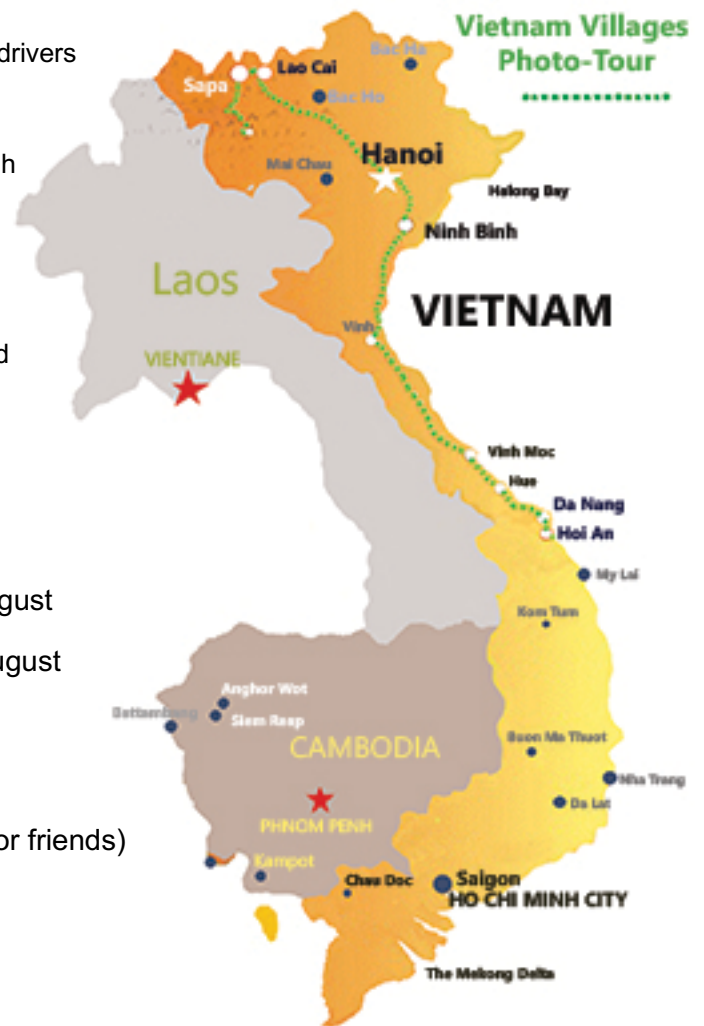 drivers
h
d
gust
ugust
or friends)
Vietnam Villages
Photo-Tour
Bac Ha
Lao Cai
Sapa
Bac Ho
Hanoi
Mai Chau
Halong Bay
Ninh Binh
Laos
VIETNAM
Vinh
VIENTIANE
Vinh Moc
Hue
Da Nang
Hoi An
My Lai
Kom Tum
Anghor Wot
Battambang
Siem Reap
CAMBODIA
Buon Ma Thuot
Nha Trang
Da Lat
PHNOM PENH
Kampot
Chau Doc
Saigon
HO CHI MINH CITY
The Mekong Delta